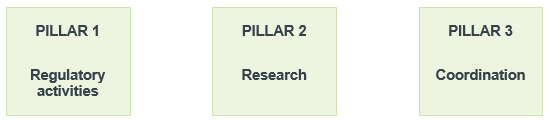 PILLAR 1
Regulatory
activities
PILLAR 2
Research
PILLAR 3
Coordination